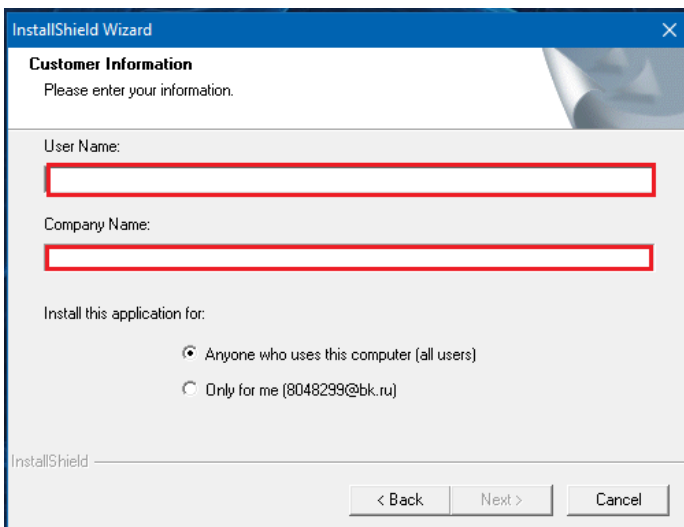 InstallShield Wizard
Customer Information
Please enter your information.
User Name:
Company Name:
Install this application for:
Anyone who uses this computer (all users)
Only for me (8048299@bk.ru)
InstallShield
< Back Next > Cancel